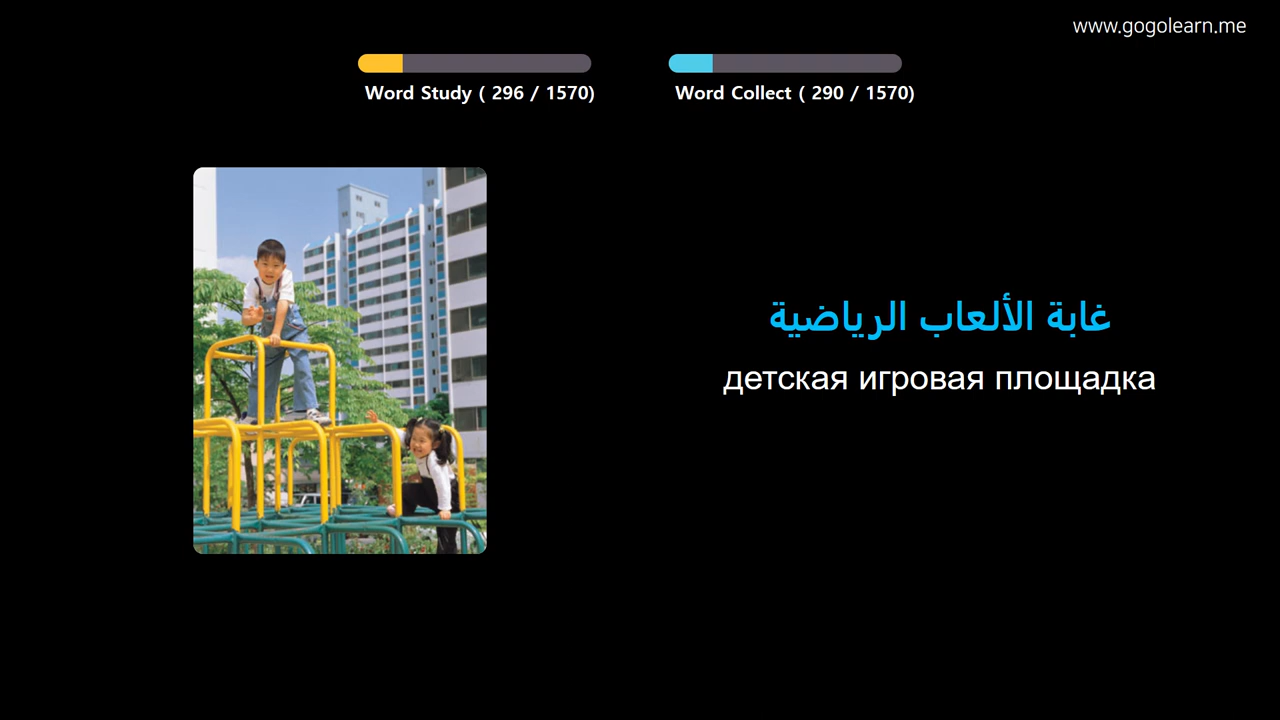 www.gogolearn.me
Word Study ( 296 / 1570)
Word Collect ( 290 / 1570)
غابة الألعاب الرياضية
детская игровая площадка